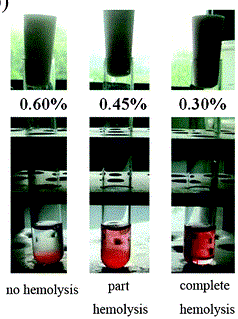 )
0.60% 0.45% 0.30%
no hemolysis part hemolysis complete hemolysis